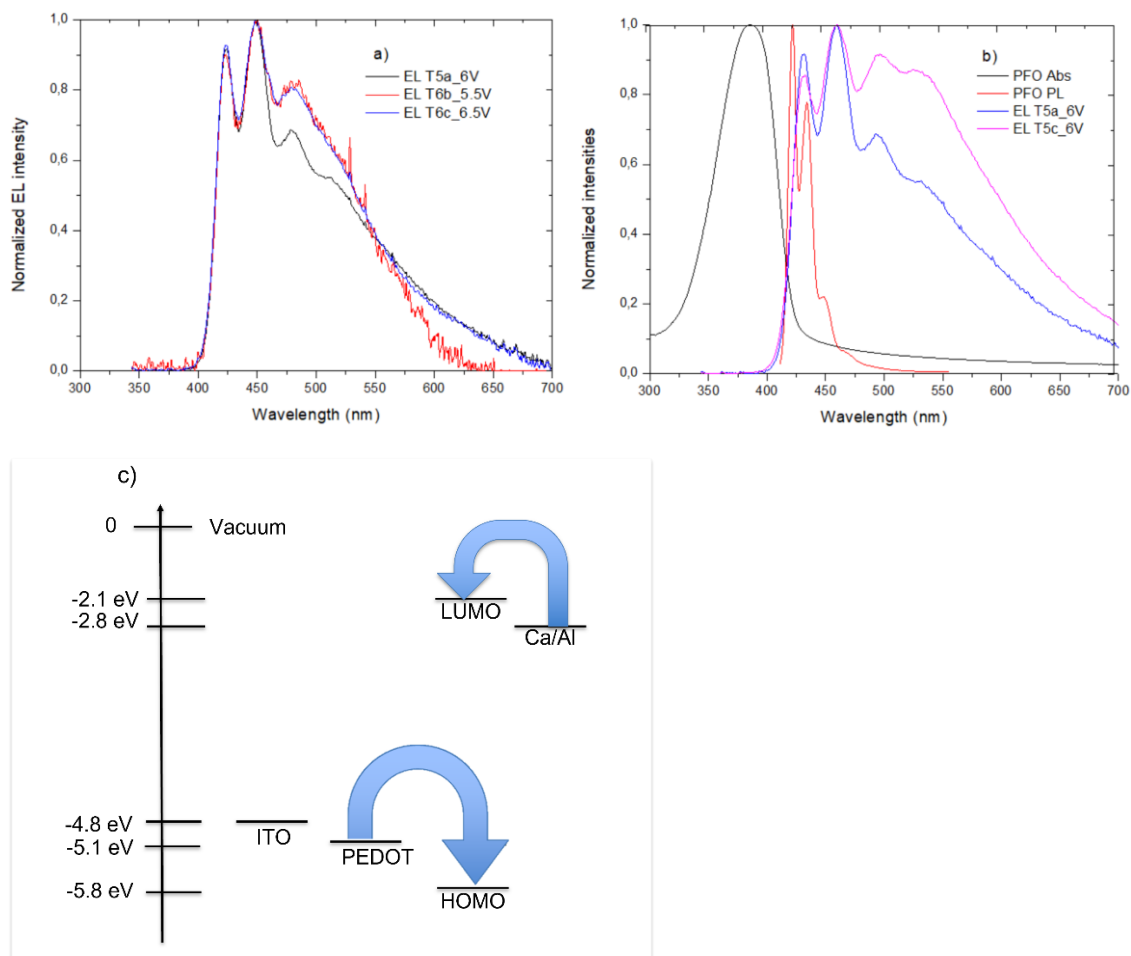 a)
EL T5a_6V
EL T6b_5.5V
EL T6c_6.5V
Normalized EL intensity
1,0
0,8
0,6
0,4
0,2
0,0
300 350 400 450 500 550 600 650 700
Wavelength (nm)
b)
PFO Abs
PFO PL
EL T5a_6V
EL T5c_6V
Normalized intensities
1,0
0,8
0,6
0,4
0,2
0,0
300 350 400 450 500 550 600 650 700
Wavelength (nm)
c)
0 Vacuum
-2.1 eV
LUMO
-2.8 eV
Ca/Al
-4.8 eV
ITO
-5.1 eV
PEDOT
-5.8 eV
HOMO